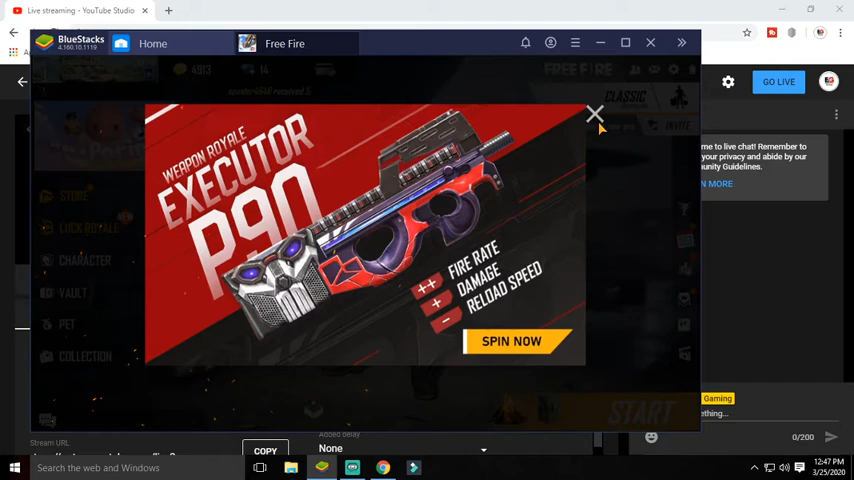 Live streaming - YouTube Studio
BlueStacks
4.160.10.1119
Home
Free Fire
4913
14
FREE FIRE
CLASSIC
INVITE
GO LIVE
WEAPON ROYALE
EXECUTOR
P90
++ FIRE RATE
+ DAMAGE
- RELOAD SPEED
SPIN NOW
STORE
LUCK ROYALE
CHARACTER
VAULT
PET
COLLECTION
START
me to live chat! Remember to
your privacy and abide by our
munity Guidelines.
N MORE
Gaming
ething...
0/200
Stream URL
COPY
Added delay
None
Search the web and Windows
12:47 PM
3/25/2020